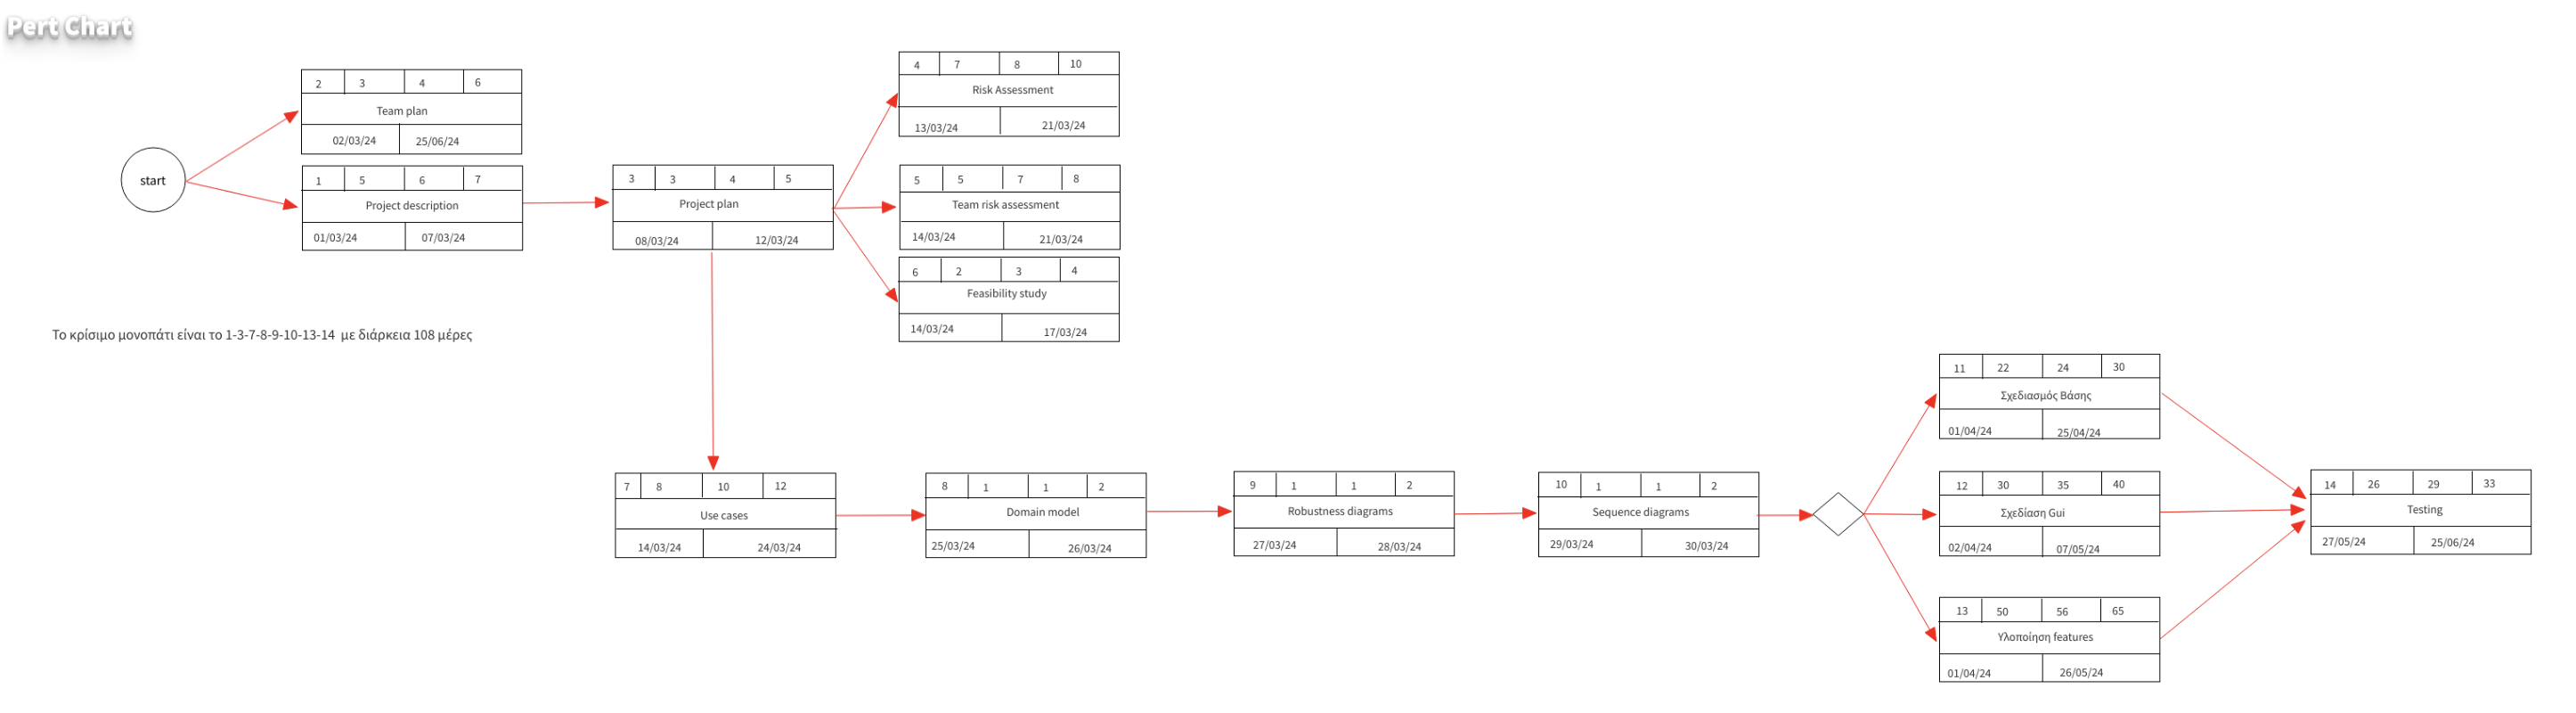 Pert Chart
start
2 3 4 6
Team plan
02/03/24 25/06/24
1 5 6 7
Project description
01/03/24 07/03/24
3 3 4 5
Project plan
08/03/24 12/03/24
4 7 8 10
Risk Assessment
13/03/24 21/03/24
5 5 7 8
Team risk assessment
14/03/24 21/03/24
6 2 3 4
Feasibility study
14/03/24 17/03/24
Το κρίσιμο μονοπάτι είναι το 1-3-7-8-9-10-13-14 με διάρκεια 108 μέρες
7 8 10 12
Use cases
14/03/24 24/03/24
8 1 1 2
Domain model
25/03/24 26/03/24
9 1 1 2
Robustness diagrams
27/03/24 28/03/24
10 1 1 2
Sequence diagrams
29/03/24 30/03/24
11 22 24 30
Σχεδιασμός Βάσης
01/04/24 25/04/24
12 30 35 40
Σχεδίαση Gui
02/04/24 07/05/24
13 50 56 65
Υλοποίηση features
01/04/24 26/05/24
14 26 29 33
Testing
27/05/24 25/06/24